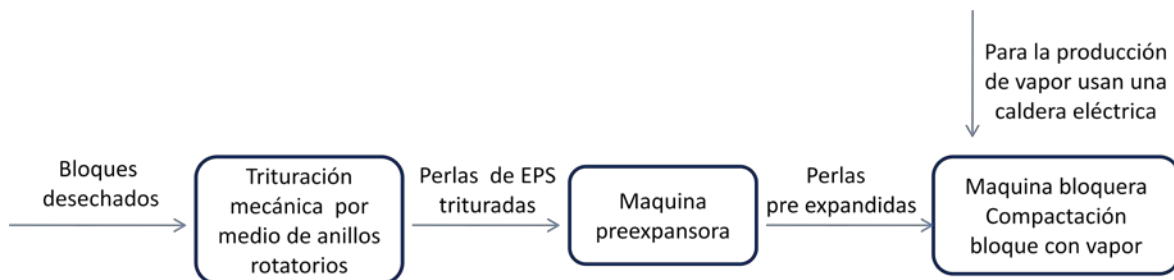 Para la producción
de vapor usan una
caldera eléctrica
Bloques
desechados
Trituración
mecánica por
medio de anillos
rotatorios
Perlas de EPS
trituradas
Maquina
preexpansora
Perlas
pre expandidas
Maquina bloquera
Compactación
bloque con vapor